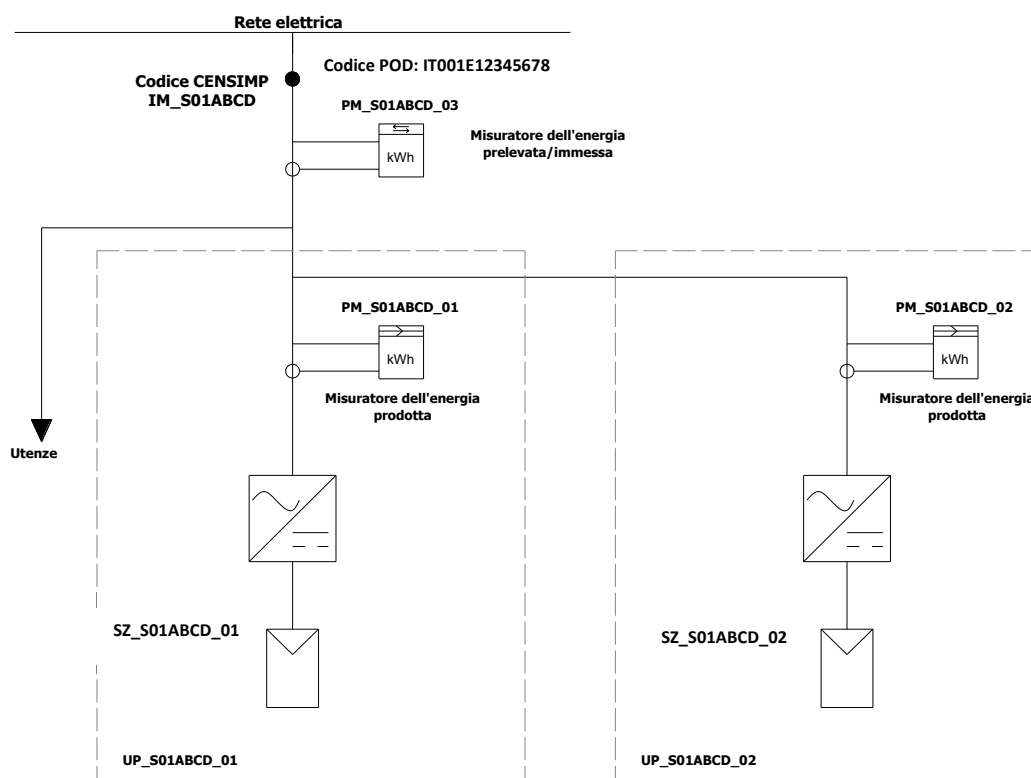 Rete elettrica
Codice POD: IT001E12345678
Codice CENSIMP
IM_S01ABCD
PM_S01ABCD_03
kWh
Misuratore dell'energia
prelevata/immessa
PM_S01ABCD_01
kWh
Misuratore dell'energia
prodotta
PM_S01ABCD_02
kWh
Misuratore dell'energia
prodotta
Utenze
SZ_S01ABCD_01
SZ_S01ABCD_02
UP_S01ABCD_01
UP_S01ABCD_02